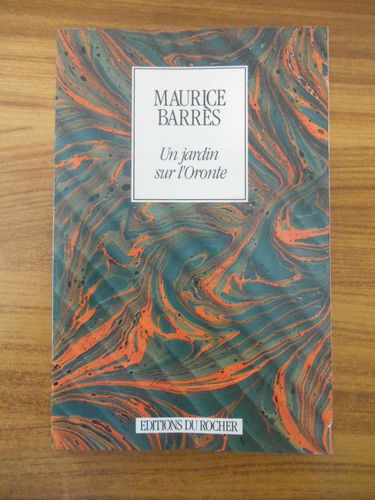 MAURICE
BARRÈS
Un jardin
sur l'Oronte
EDITIONS DU ROCHER